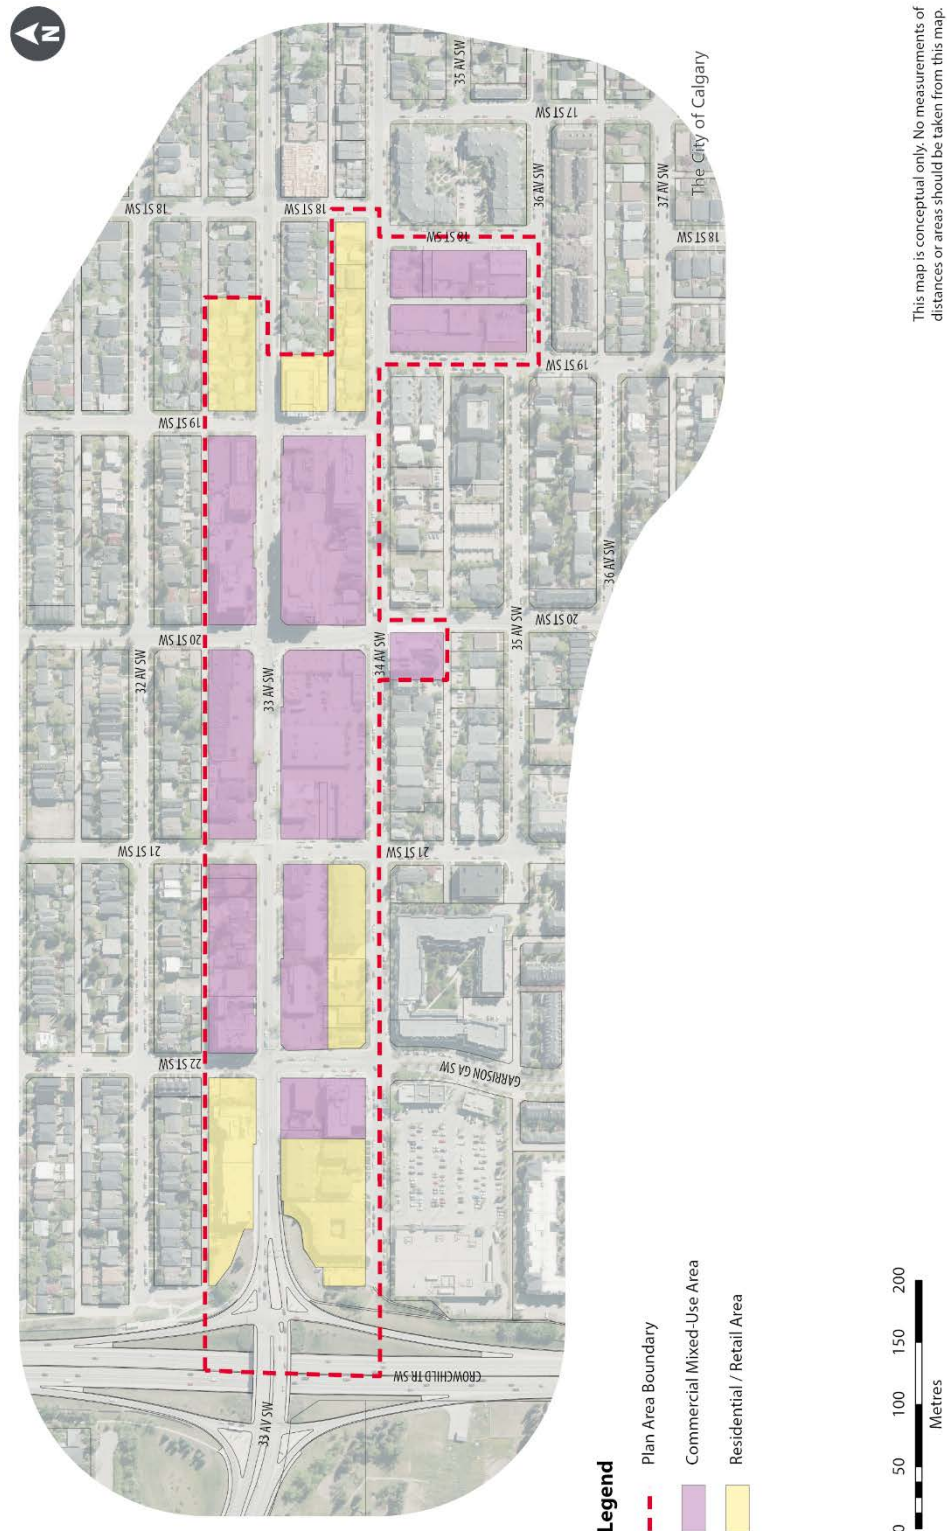 N
35 AV SW
17 ST SW
The City of Calgary
18 ST SW
18 ST SW
36 AV SW
37 AV SW
18 ST SW
18 ST SW
19 ST SW
19 ST SW
20 ST SW
32 AV SW
33 AV SW
34 AV SW
35 AV SW
20 ST SW
36 AV SW
21 ST SW
21 ST SW
22 ST SW
GARRISON GA SW
CROWCHILD TR SW
33 AV SW
Legend
Plan Area Boundary
Commercial Mixed-Use Area
Residential / Retail Area
0 50 100 150 200
Metres
This map is conceptual only. No measurements of
distances or areas should be taken from this map.